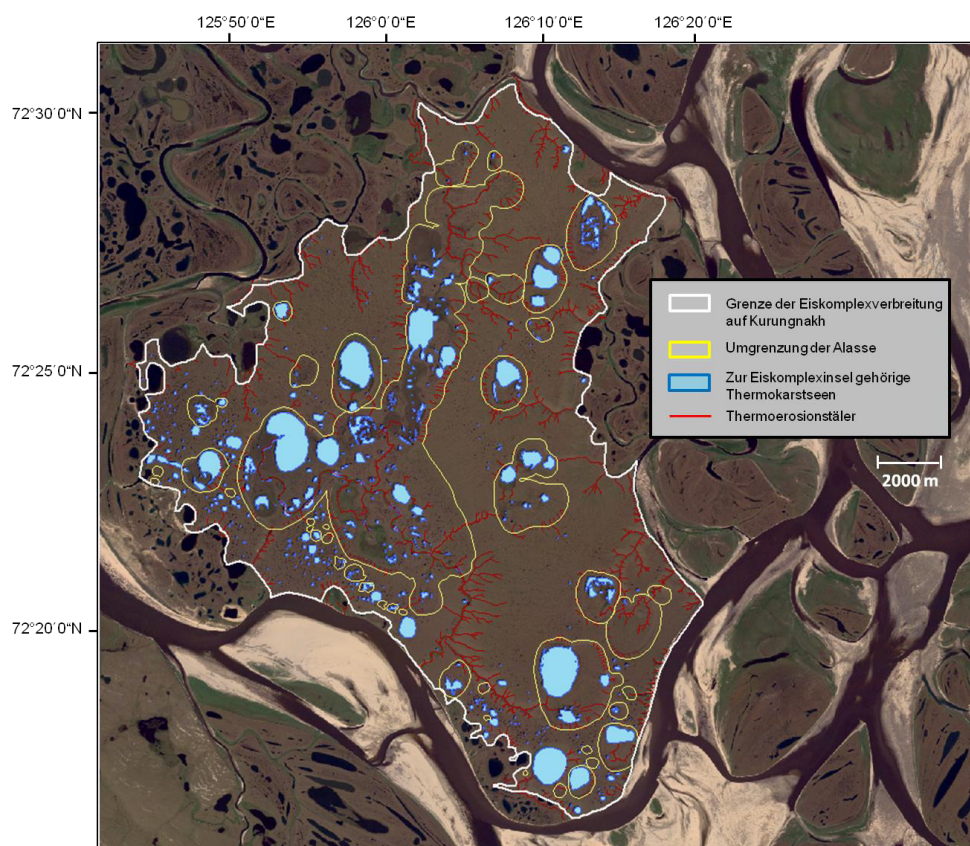 125°50´0“E
126°0´0“E
126°10´0“E
126°20´0“E
72°30´0“N
72°25´0“N
72°20´0“N
Grenze der Eiskomplexverbreitung
auf Kurungnakh
Umgrenzung der Alasse
Zur Eiskomplexinsel gehörige
Thermokarstseen
Thermoerosionstäler
2000 m